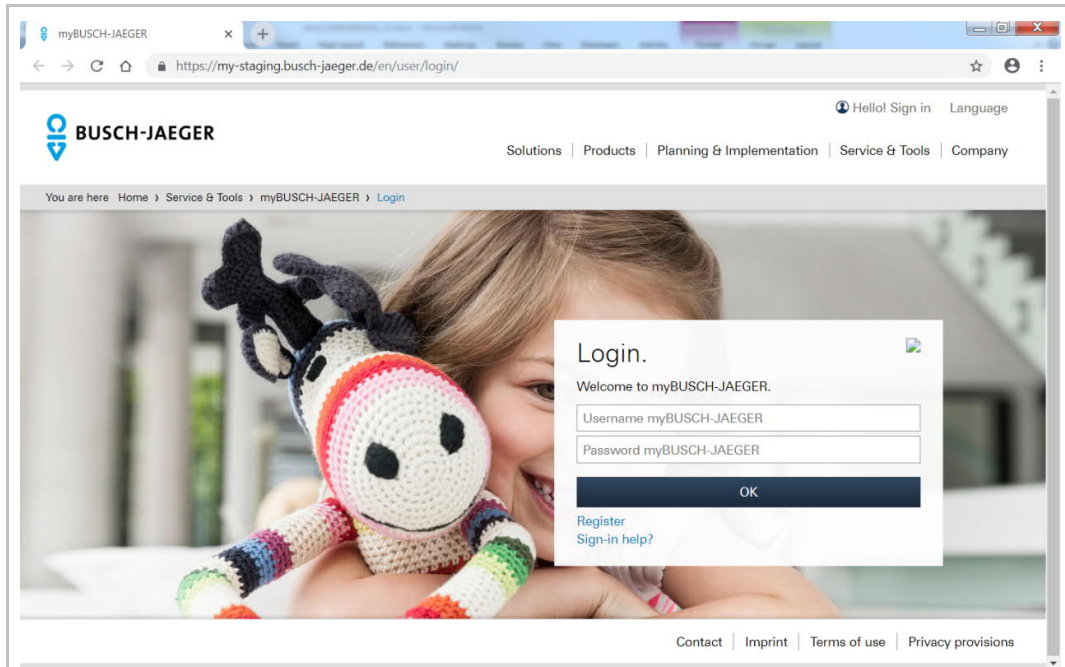 myBUSCH-JAEGER
https://my-staging.busch-jaeger.de/en/user/login/
Hello! Sign in Language
BUSCH-JAEGER
Solutions | Products | Planning & Implementation | Service & Tools | Company
You are here Home › Service & Tools › myBUSCH-JAEGER › Login
Login.
Welcome to myBUSCH-JAEGER.
Username myBUSCH-JAEGER
Password myBUSCH-JAEGER
OK
Register
Sign-in help?
Contact | Imprint | Terms of use | Privacy provisions